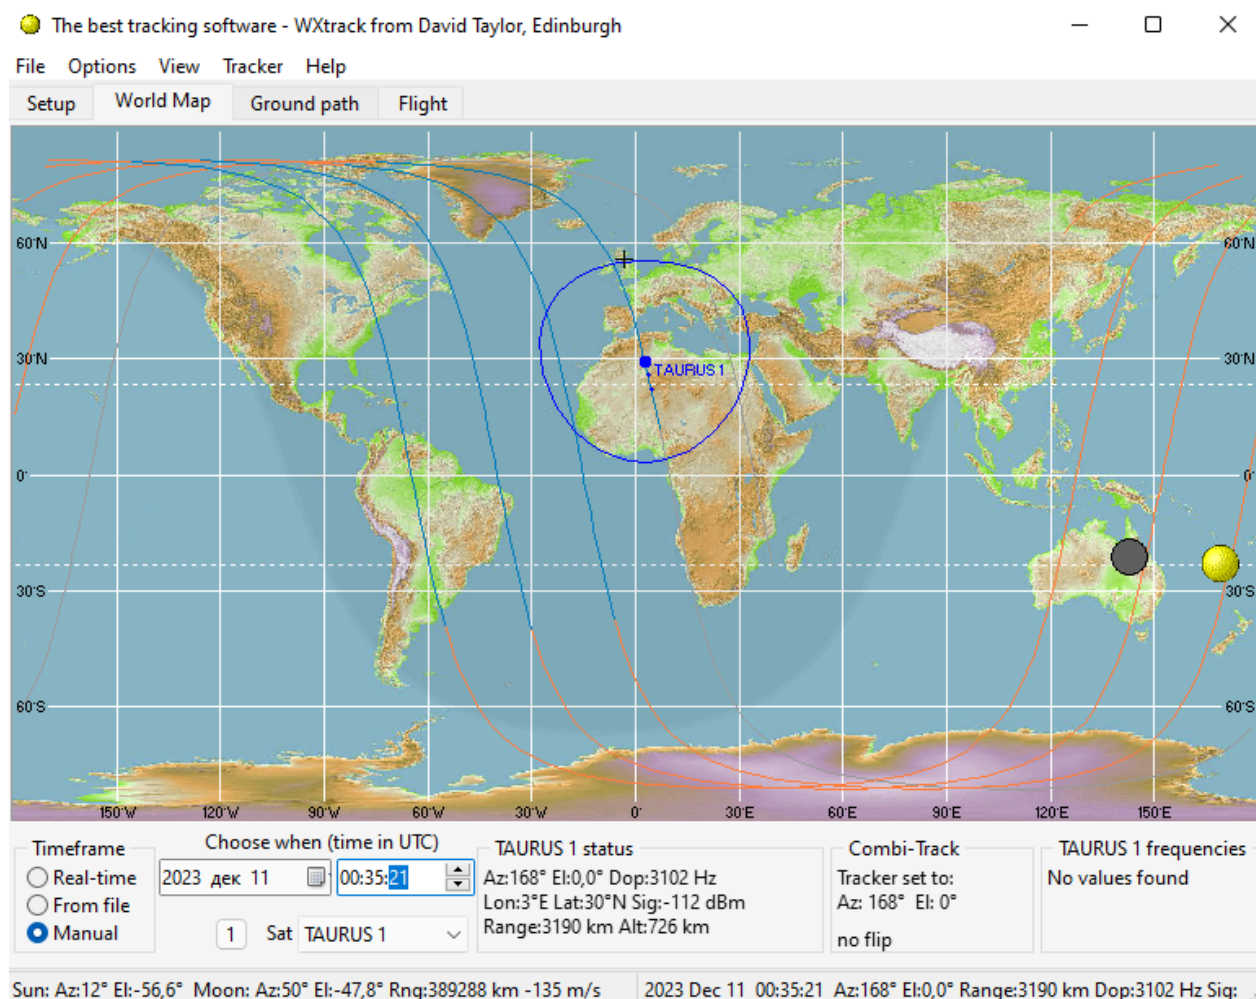 The best tracking software - WXtrack from David Taylor, Edinburgh
File Options View Tracker Help
Setup World Map Ground path Flight
60'N 60'N
30'N 30'N
TAURUS 1
0' 0'
30'S 30'S
60'S 60'S
150'W 120'W 90'W 60'W 30'W 0' 30'E 60'E 90'E 120'E 150'E
Timeframe
Real-time
From file
Manual
Choose when (time in UTC)
2023 дек 11 00:35:21
1 Sat TAURUS 1
TAURUS 1 status
Az:168° El:0,0° Dop:3102 Hz
Lon:3°E Lat:30°N Sig:-112 dBm
Range:3190 km Alt:726 km
Combi-Track
Tracker set to:
Az: 168° El: 0°
no flip
TAURUS 1 frequencies
No values found
Sun: Az:12° El:-56,6° Moon: Az:50° El:-47,8° Rng:389288 km -135 m/s
2023 Dec 11 00:35:21 Az:168° El:0,0° Range:3190 km Dop:3102 Hz Sig: